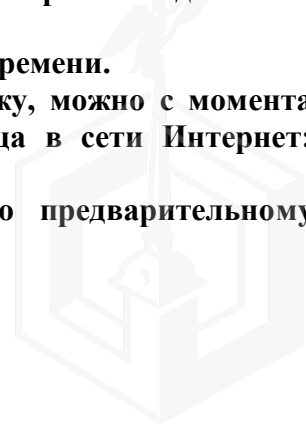 ремени.
ку, можно с момента
ца в сети Интернет:
о предварительному